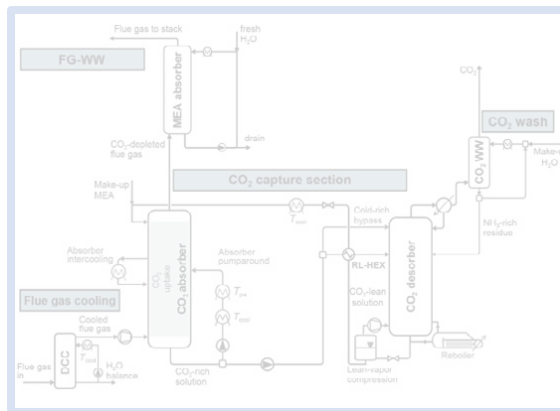 Flue gas to stack
fresh
H₂O
FG-WW
MEA absorber
CO₂
CO₂-depleted
flue gas
drain
CO₂ wash
CO₂ WW
Make-
H₂O
CO₂ capture section
Make-up
MEA
Cold-rich
bypass
NH₃-rich
residue
Absorber
intercooling
CO₂
uptake
CO₂ absorber
Absorber
pumparound
RL-HEX
CO₂ desorber
CO₂-lean
solution
Flue gas cooling
Cooled
flue gas
DCC
Flue gas
in
H₂O
balance
CO₂-rich
solution
Lean-vapor
compression
Reboiler